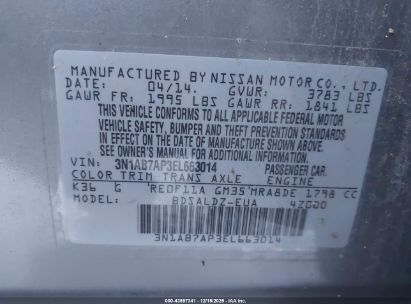 MANUFACTURED BY NISSAN MOTOR CO., LTD.
DATE: 04/14. GVWR: 3783 LBS
GAWR FR: 1995 LBS GAWR RR: 1841 LBS
THIS VEHICLE CONFORMS TO ALL APPLICABLE FEDERAL MOTOR
VEHICLE SAFETY, BUMPER AND THEFT PREVENTION STANDARDS
IN EFFECT ON THE DATE OF MANUFACTURE SHOWN ABOVE.
SEE OWNER'S MANUAL FOR ADDITIONAL INFORMATION.
VIN: 3N1AB7AP3EL663014 PASSENGER CAR.
COLOR TRIM TRANS AXLE ENGINE
K36 G RE0F11A GM35 MRA8DE 1798 CC
MODEL: BDSALDZ-EUA 42000
3N1AB7AP3EL663014